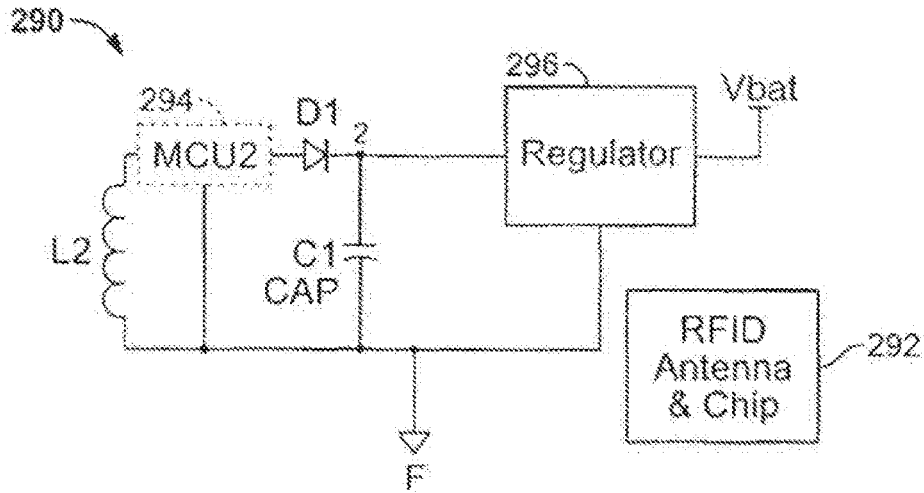 290
294
MCU2
D1
2
296
Regulator
Vbat
L2
C1
CAP
RFID
Antenna
& Chip
292
F